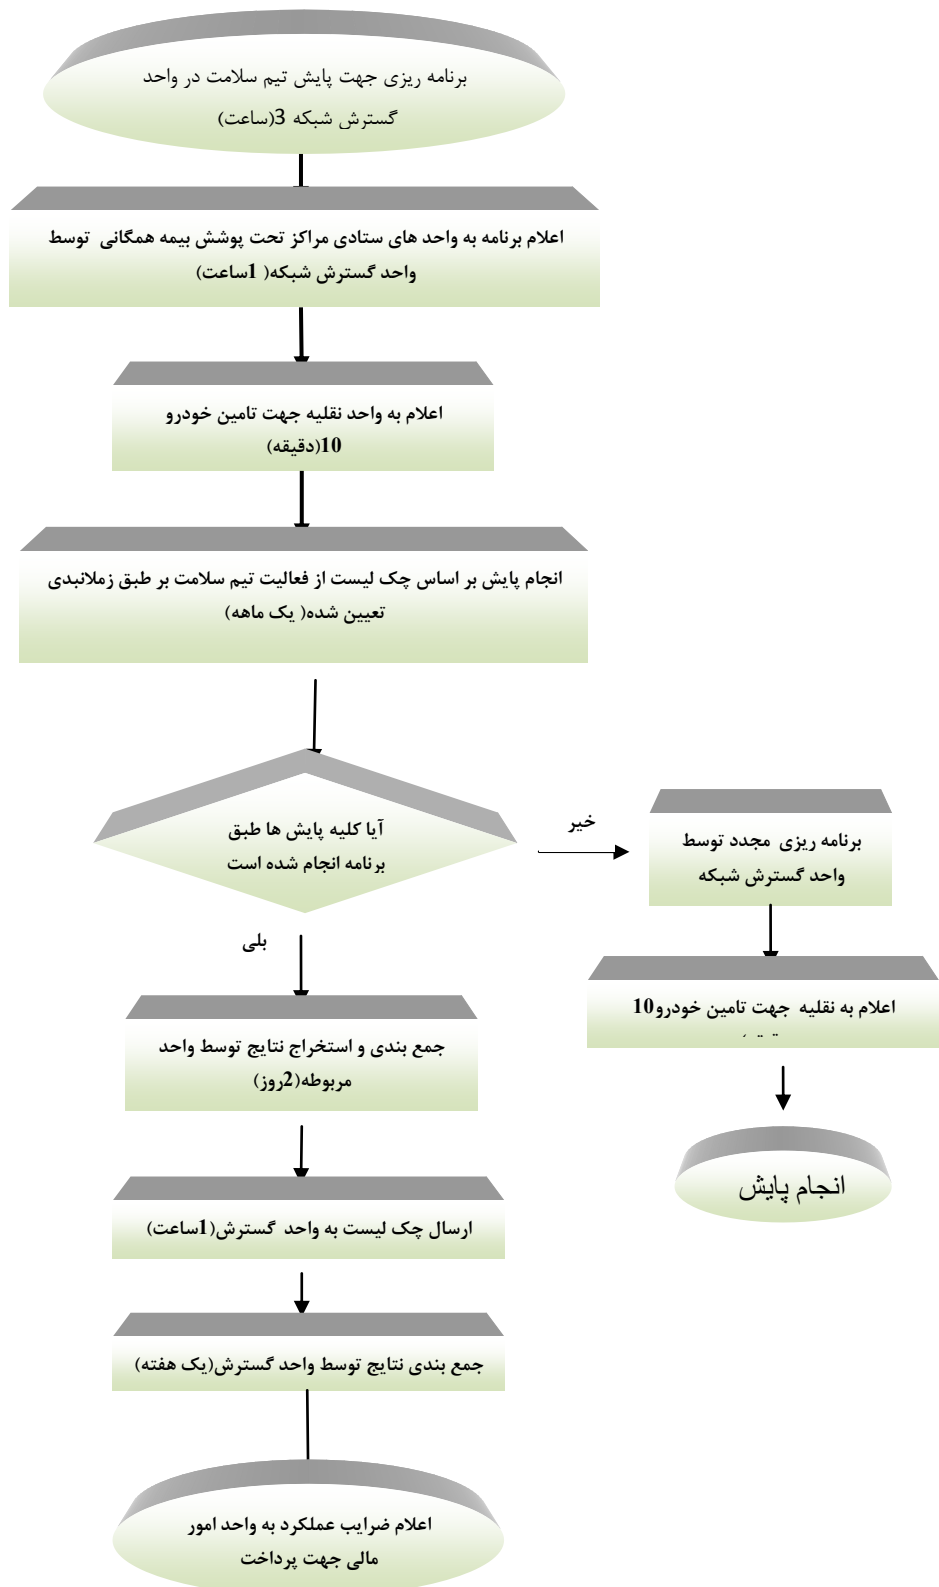 برنامه ریزی جهت پایش تیم سلامت در واحد
گسترش شبکه 3(ساعت)
اعلام برنامه به واحد های ستادی مراکز تحت پوشش بیمه همگانی توسط
واحد گسترش شبکه( 1ساعت)
اعلام به واحد نقلیه جهت تامین خودرو
10(دقیقه)
انجام پایش بر اساس چک لیست از فعالیت تیم سلامت بر طبق زملانبدی
تعیین شده( یک ماهه)
آیا کلیه پایش ها طبق
برنامه انجام شده است
خیر
برنامه ریزی مجدد توسط
واحد گسترش شبکه
اعلام به نقلیه جهت تامین خودرو10
انجام پایش
بلی
جمع بندی و استخراج نتایج توسط واحد
مربوطه(2روز)
ارسال چک لیست به واحد گسترش(1ساعت)
جمع بندی نتایج توسط واحد گسترش(یک هفته)
اعلام ضرایب عملکرد به واحد امور
مالی جهت پرداخت